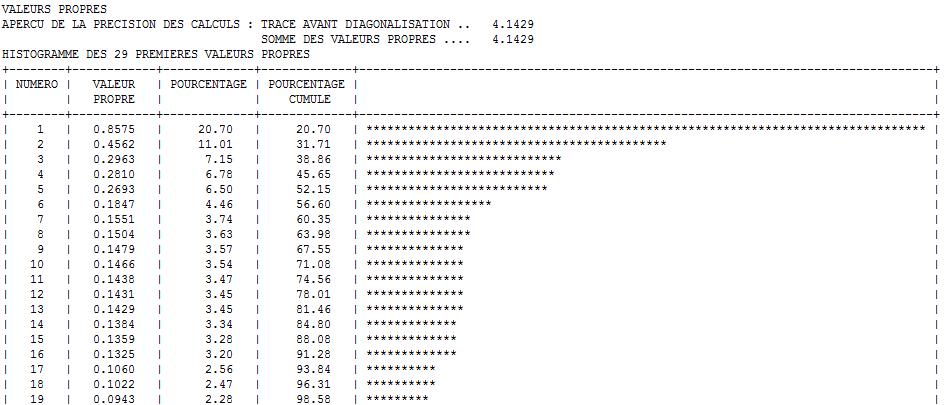 VALEURS PROPRES
APERCU DE LA PRECISION DES CALCULS : TRACE AVANT DIAGONALISATION .. 4.1429
SOMME DES VALEURS PROPRES .... 4.1429
HISTOGRAMME DES 29 PREMIERES VALEURS PROPRES
+--------+------------+-------------+-------------+----------------------------------------------------------------------------------+
| NUMERO | VALEUR | POURCENTAGE | POURCENTAGE | |
| | PROPRE | | CUMULE | |
+--------+------------+-------------+-------------+----------------------------------------------------------------------------------+
| 1 | 0.8575 | 20.70 | 20.70 | ******************************************************************************** |
| 2 | 0.4562 | 11.01 | 31.71 | ******************************************* |
| 3 | 0.2963 | 7.15 | 38.86 | **************************** |
| 4 | 0.2810 | 6.78 | 45.65 | *************************** |
| 5 | 0.2693 | 6.50 | 52.15 | ************************** |
| 6 | 0.1847 | 4.46 | 56.60 | ****************** |
| 7 | 0.1551 | 3.74 | 60.35 | *************** |
| 8 | 0.1504 | 3.63 | 63.98 | *************** |
| 9 | 0.1479 | 3.57 | 67.55 | ************** |
| 10 | 0.1466 | 3.54 | 71.08 | ************** |
| 11 | 0.1438 | 3.47 | 74.56 | ************** |
| 12 | 0.1431 | 3.45 | 78.01 | ************** |
| 13 | 0.1429 | 3.45 | 81.46 | ************** |
| 14 | 0.1384 | 3.34 | 84.80 | ************* |
| 15 | 0.1359 | 3.28 | 88.08 | ************* |
| 16 | 0.1325 | 3.20 | 91.28 | ************* |
| 17 | 0.1060 | 2.56 | 93.84 | ********** |
| 18 | 0.1022 | 2.47 | 96.31 | ********** |
| 19 | 0.0943 | 2.28 | 98.58 | ********* |